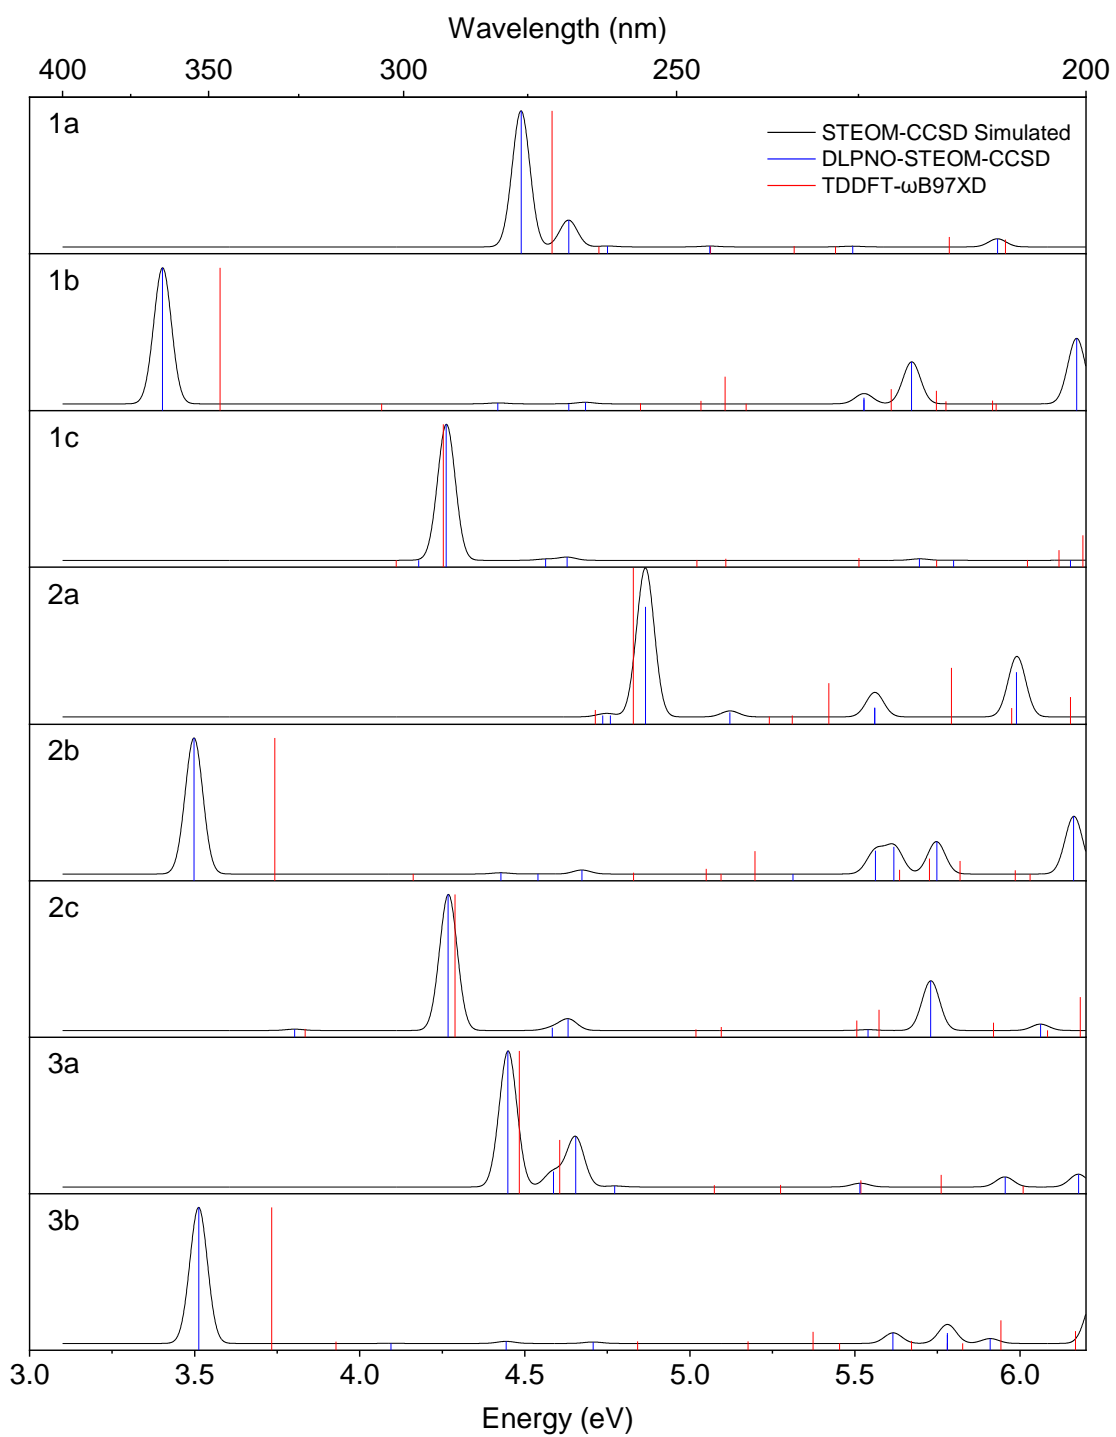 Wavelength (nm)
400 350 300 250 200
1a
STEOM-CCSD Simulated
DLPNO-STEOM-CCSD
TDDFT-ωB97XD
1b
1c
2a
2b
2c
3a
3b
3.0 3.5 4.0 4.5 5.0 5.5 6.0
Energy (eV)